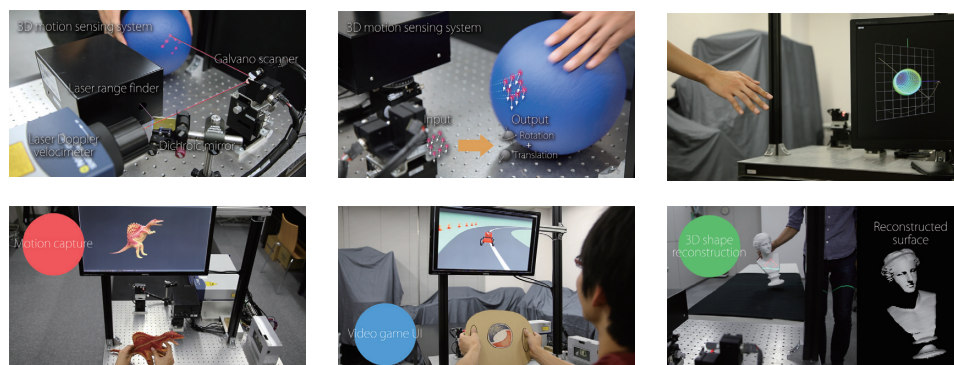 3D motion sensing system
Galvano scanner
Laser range finder
Laser Doppler
velocimeter
Dichroic mirror
3D motion sensing system
Input
Output
Rotation
+
Translation
Motion capture
Video game UI
3D shape
reconstruction
Reconstructed
surface